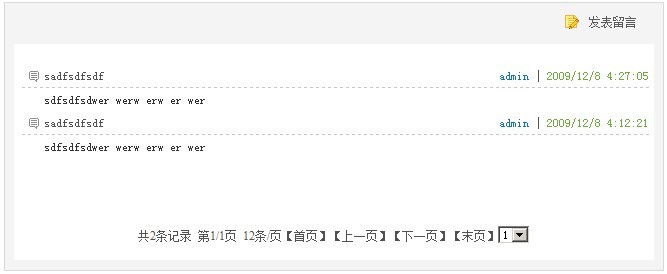 发表留言
sadfsdfsdf admin | 2009/12/8 4:27:05
sdfsdfsdwer werw erw er wer
sadfsdfsdf admin | 2009/12/8 4:12:21
sdfsdfsdwer werw erw er wer
共2条记录 第1/1页 12条/页【首页】【上一页】【下一页】【末页】 1